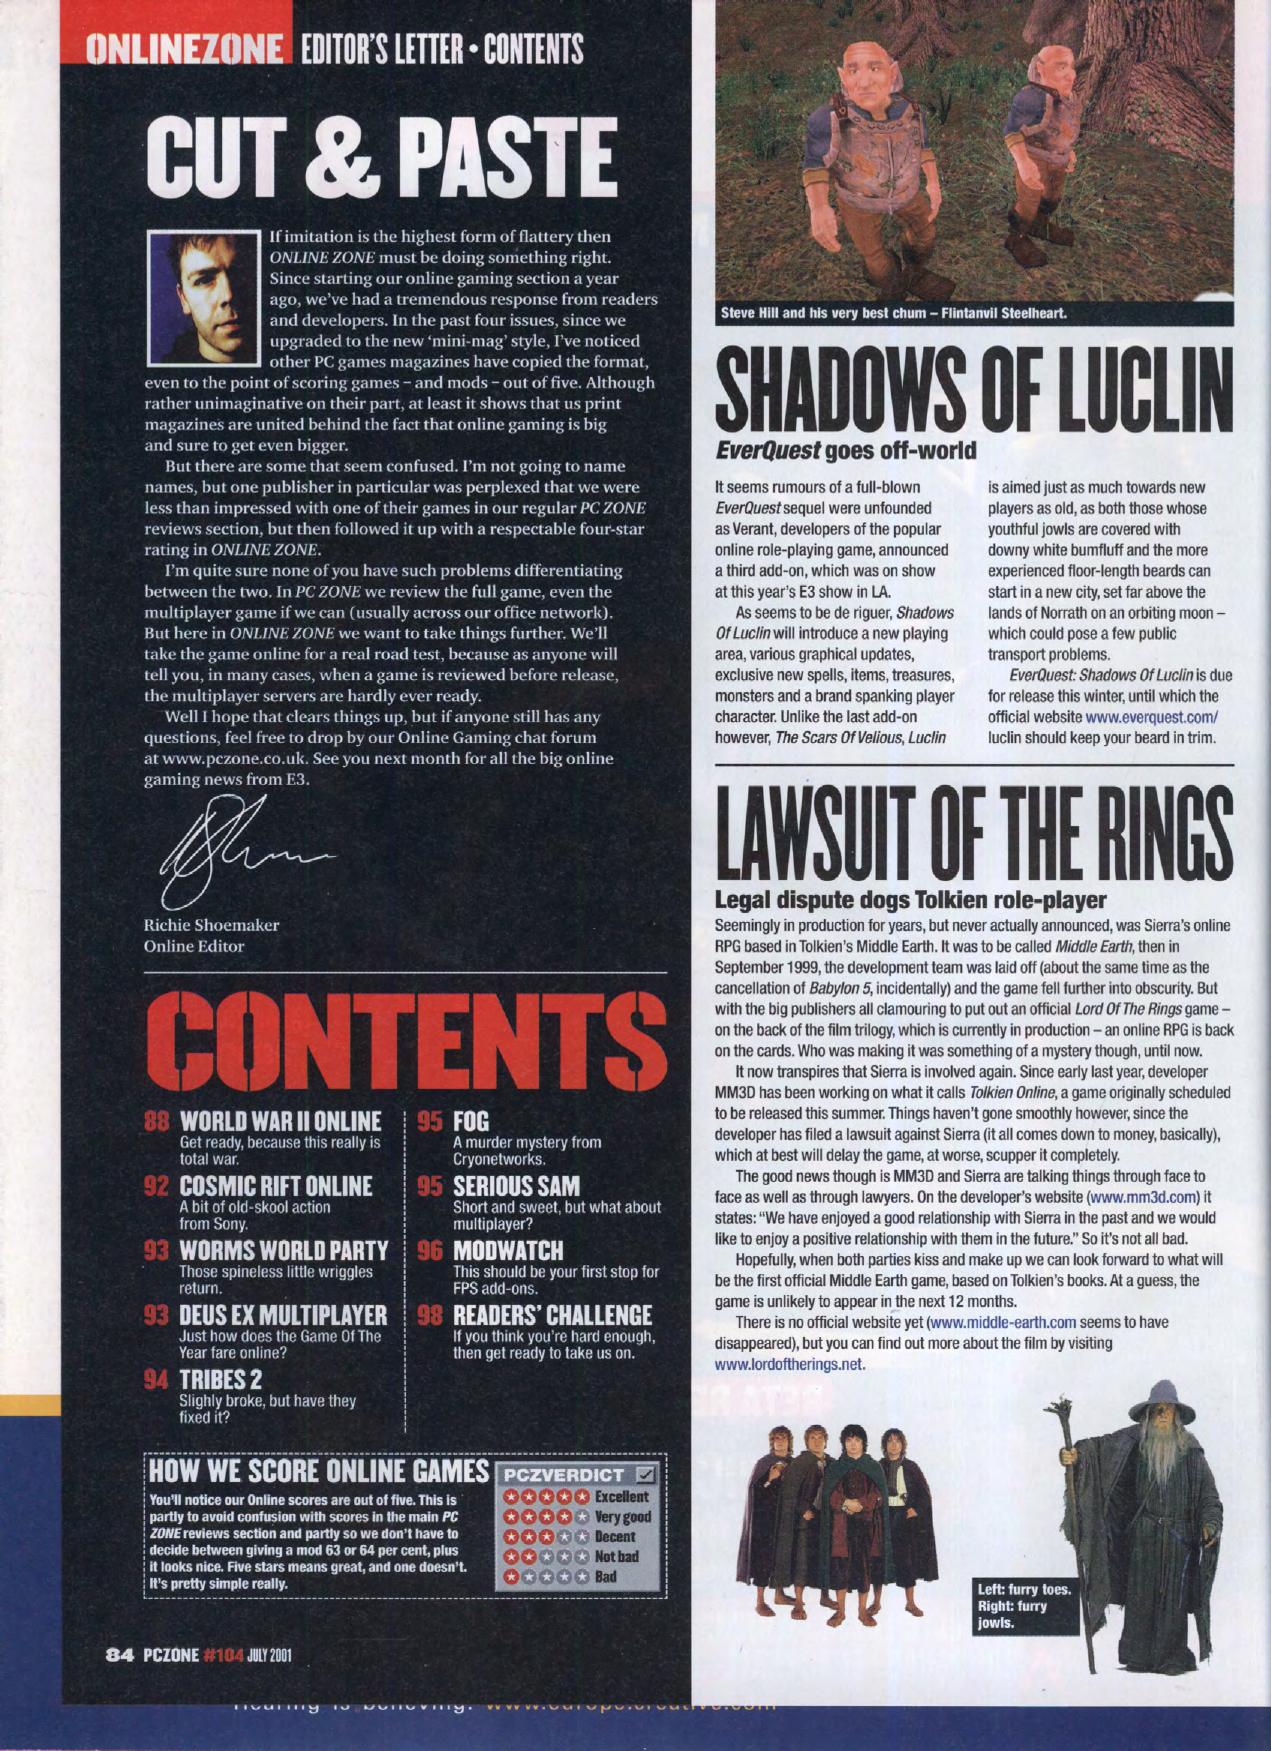 ONLINEZONE EDITOR'S LETTER • CONTENTS
CUT & PASTE
If imitation is the highest form of flattery then
ONLINE ZONE must be doing something right.
Since starting our online gaming section a year
ago, we've had a tremendous response from readers
and developers. In the past four issues, since we
upgraded to the new 'mini-mag' style, I've noticed
other PC games magazines have copied the format,
even to the point of scoring games – and mods – out of five. Although
rather unimaginative on their part, at least it shows that us print
magazines are united behind the fact that online gaming is big
and sure to get even bigger.
But there are some that seem confused. I'm not going to name
names, but one publisher in particular was perplexed that we were
less than impressed with one of their games in our regular PC ZONE
reviews section, but then followed it up with a respectable four-star
rating in ONLINE ZONE.
I'm quite sure none of you have such problems differentiating
between the two. In PC ZONE we review the full game, even the
multiplayer game if we can (usually across our office network).
But here in ONLINE ZONE we want to take things further. We'll
take the game online for a real road test, because as anyone will
tell you, in many cases, when a game is reviewed before release,
the multiplayer servers are hardly ever ready.
Well I hope that clears things up, but if anyone still has any
questions, feel free to drop by our Online Gaming chat forum
at www.pczone.co.uk. See you next month for all the big online
gaming news from E3.
Richie Shoemaker
Online Editor
CONTENTS
88 WORLD WAR II ONLINE
Get ready, because this really is
total war.
92 COSMIC RIFT ONLINE
A bit of old-skool action
from Sony.
93 WORMS WORLD PARTY
Those spineless little wriggles
return.
93 DEUS EX MULTIPLAYER
Just how does the Game Of The
Year fare online?
94 TRIBES 2
Slighly broke, but have they
fixed it?
95 FOG
A murder mystery from
Cryonetworks.
95 SERIOUS SAM
Short and sweet, but what about
multiplayer?
96 MODWATCH
This should be your first stop for
FPS add-ons.
98 READERS' CHALLENGE
If you think you're hard enough,
then get ready to take us on.
HOW WE SCORE ONLINE GAMES
You'll notice our Online scores are out of five. This is
partly to avoid confusion with scores in the main PC
ZONE reviews section and partly so we don't have to
decide between giving a mod 63 or 64 per cent, plus
it looks nice. Five stars means great, and one doesn't.
It's pretty simple really.
PCZVERDICT
Excellent
Very good
Decent
Not bad
Bad
84 PCZONE #104 JULY 2001
Hearing is believing. www.europe.creative.com
Steve Hill and his very best chum – Flintanvil Steelheart.
SHADOWS OF LUCLIN
EverQuest goes off-world
It seems rumours of a full-blown
EverQuest sequel were unfounded
as Verant, developers of the popular
online role-playing game, announced
a third add-on, which was on show
at this year's E3 show in LA.
As seems to be de riguer, Shadows
Of Luclin will introduce a new playing
area, various graphical updates,
exclusive new spells, items, treasures,
monsters and a brand spanking player
character. Unlike the last add-on
however, The Scars Of Velious, Luclin
is aimed just as much towards new
players as old, as both those whose
youthful jowls are covered with
downy white bumfluff and the more
experienced floor-length beards can
start in a new city, set far above the
lands of Norrath on an orbiting moon –
which could pose a few public
transport problems.
EverQuest: Shadows Of Luclin is due
for release this winter, until which the
official website www.everquest.com/
luclin should keep your beard in trim.
LAWSUIT OF THE RINGS
Legal dispute dogs Tolkien role-player
Seemingly in production for years, but never actually announced, was Sierra's online
RPG based in Tolkien's Middle Earth. It was to be called Middle Earth, then in
September 1999, the development team was laid off (about the same time as the
cancellation of Babylon 5, incidentally) and the game fell further into obscurity. But
with the big publishers all clamouring to put out an official Lord Of The Rings game –
on the back of the film trilogy, which is currently in production – an online RPG is back
on the cards. Who was making it was something of a mystery though, until now.
It now transpires that Sierra is involved again. Since early last year, developer
MM3D has been working on what it calls Tolkien Online, a game originally scheduled
to be released this summer. Things haven't gone smoothly however, since the
developer has filed a lawsuit against Sierra (it all comes down to money, basically),
which at best will delay the game, at worse, scupper it completely.
The good news though is MM3D and Sierra are talking things through face to
face as well as through lawyers. On the developer's website (www.mm3d.com) it
states: "We have enjoyed a good relationship with Sierra in the past and we would
like to enjoy a positive relationship with them in the future." So it's not all bad.
Hopefully, when both parties kiss and make up we can look forward to what will
be the first official Middle Earth game, based on Tolkien's books. At a guess, the
game is unlikely to appear in the next 12 months.
There is no official website yet (www.middle-earth.com seems to have
disappeared), but you can find out more about the film by visiting
www.lordoftherings.net.
Left: furry toes.
Right: furry
jowls.